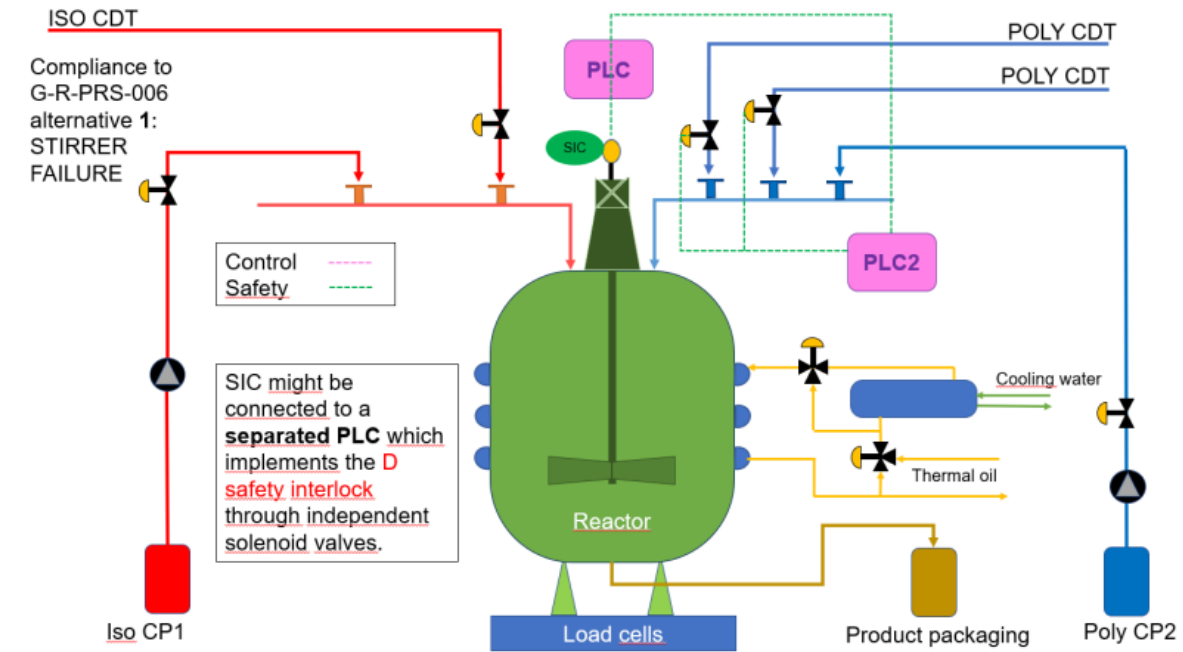 ISO CDT
POLY CDT
POLY CDT
Compliance to
G-R-PRS-006
alternative 1:
STIRRER
FAILURE
PLC
SIC
PLC2
Control
Safety
SIC might be
connected to a
separated PLC which
implements the D
safety interlock
through independent
solenoid valves.
Cooling water
Thermal oil
Reactor
Load cells
Iso CP1
Product packaging
Poly CP2